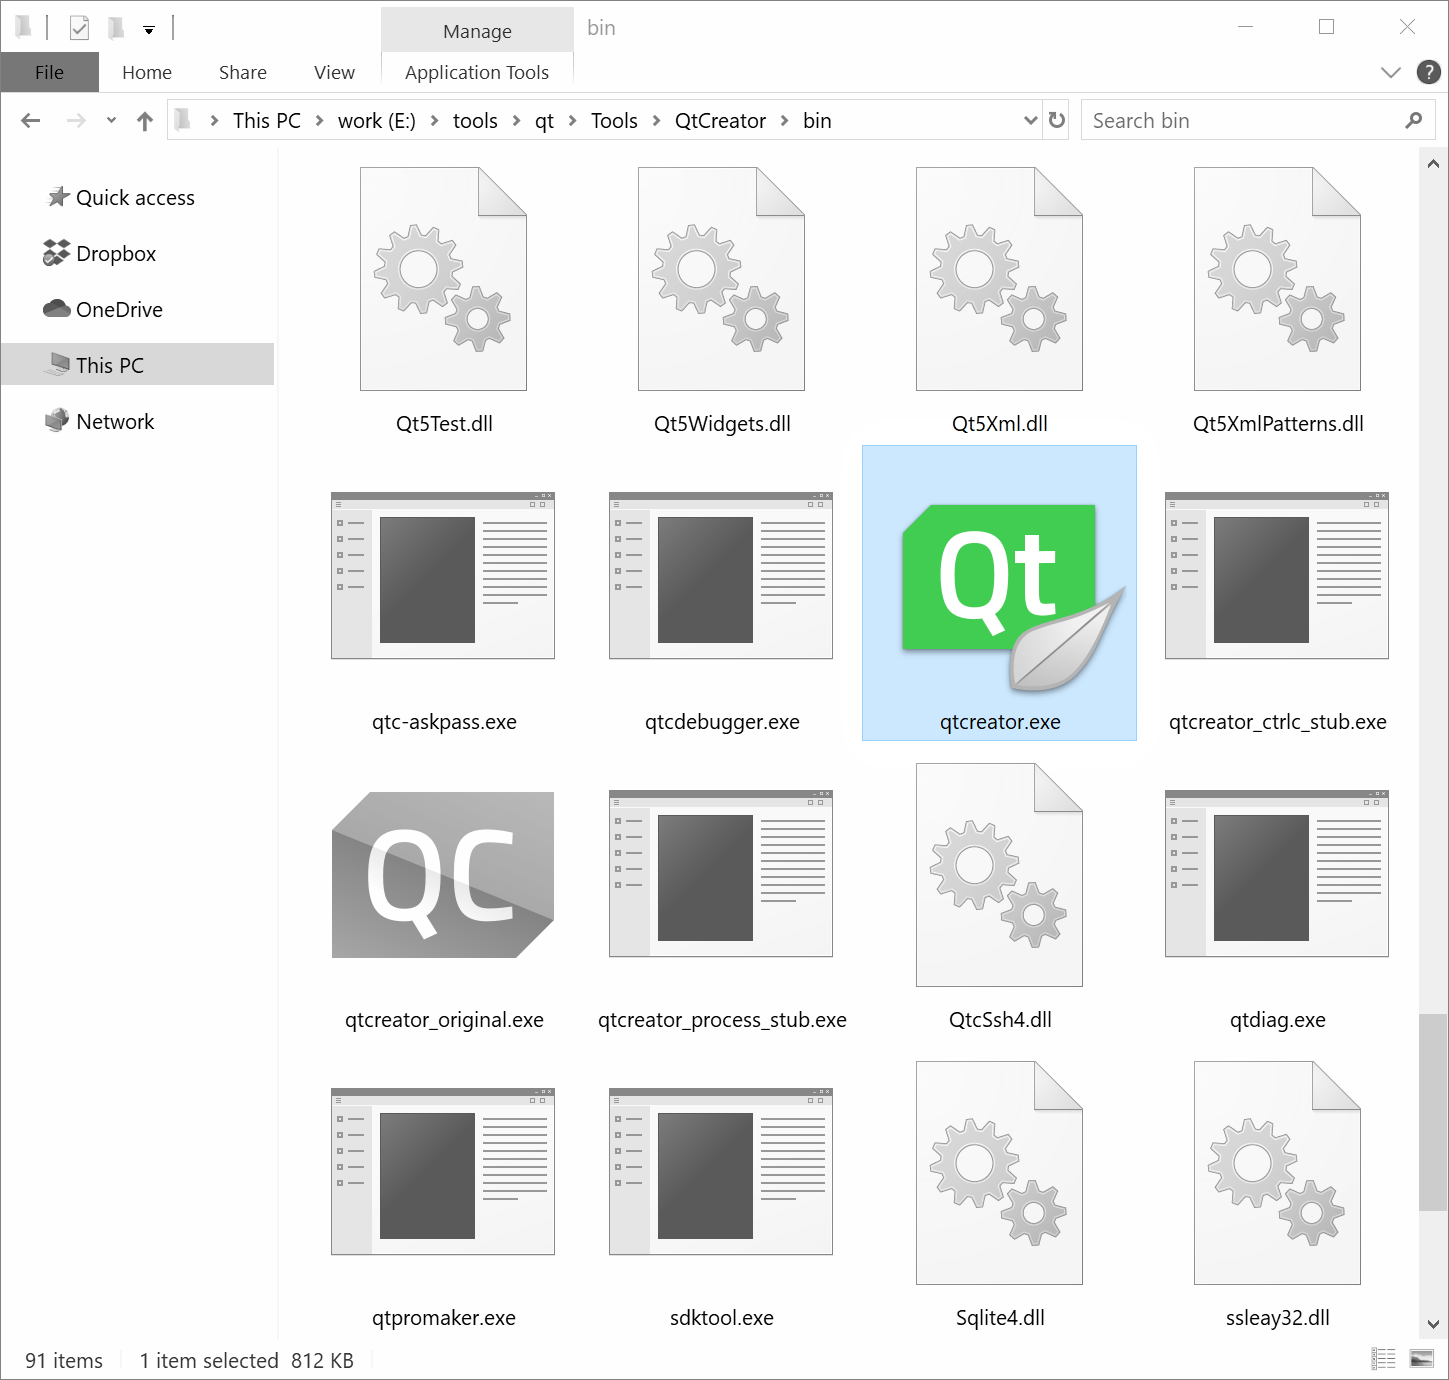 Manage
bin
File
Home
Share
View
Application Tools
?
This PC
work (E:)
tools
qt
Tools
QtCreator
bin
Search bin
Quick access
Dropbox
OneDrive
This PC
Network
Qt5Test.dll
Qt5Widgets.dll
Qt5Xml.dll
Qt5XmlPatterns.dll
Qt
qtc-askpass.exe
qtcdebugger.exe
qtcreator.exe
qtcreator_ctrlc_stub.exe
QC
qtcreator_original.exe
qtcreator_process_stub.exe
QtcSsh4.dll
qtdiag.exe
qtpromaker.exe
sdktool.exe
Sqlite4.dll
ssleay32.dll
91 items
1 item selected 812 KB